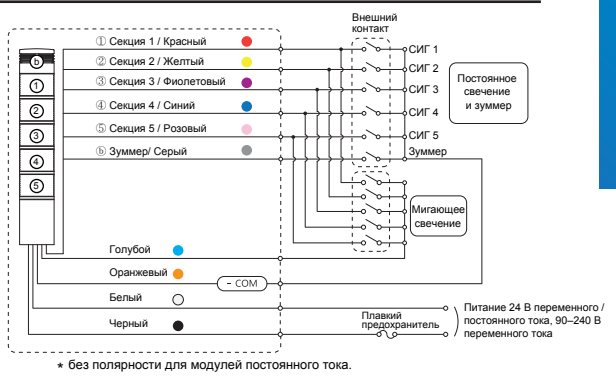 Внешний
контакт
① Секция 1 / Красный
СИГ 1
② Секция 2 / Желтый
СИГ 2
③ Секция 3 / Фиолетовый
СИГ 3
④ Секция 4 / Синий
СИГ 4
⑤ Секция 5 / Розовый
СИГ 5
ⓑ Зуммер/ Серый
Зуммер
Постоянное
свечение
и зуммер
b
1
2
3
4
5
Мигающее
свечение
Голубой
Оранжевый
- COM
Белый
Черный
Плавкий
предохранитель
Питание 24 В переменного /
постоянного тока, 90–240 В
переменного тока
* без полярности для модулей постоянного тока.